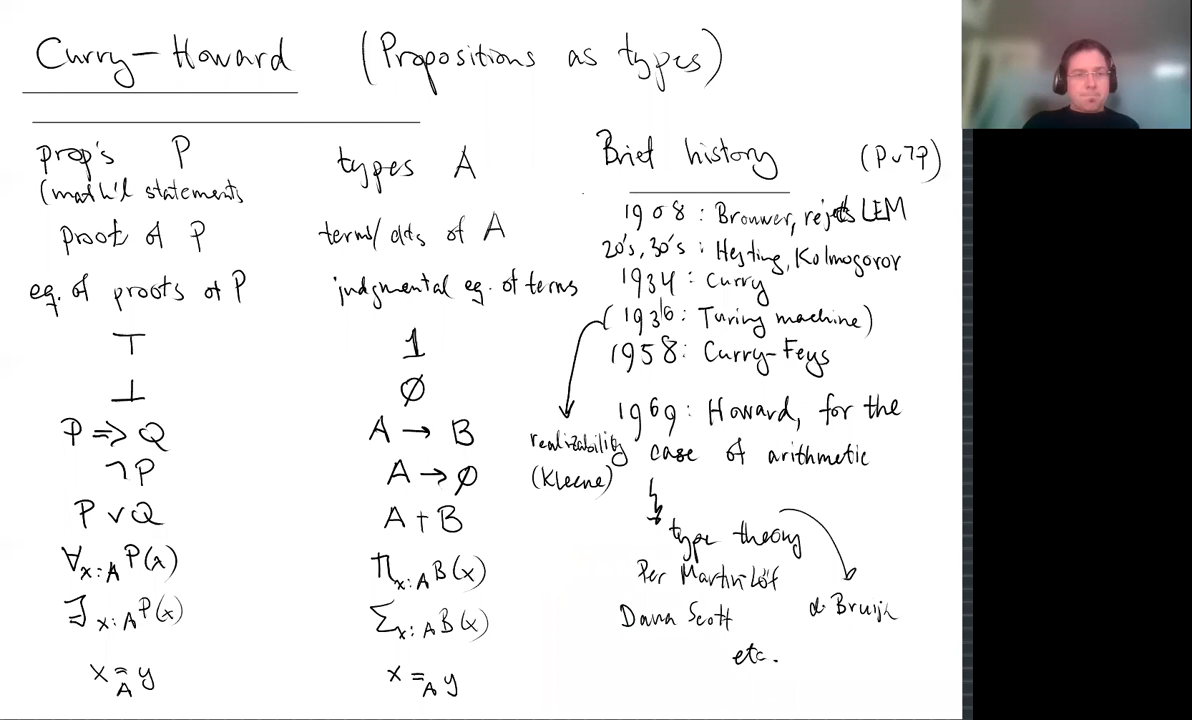 Curry-Howard (Propositions as types)
prop's P
(math'l statements
proof of P
eq. of proofs of P
⊤
⊥
P ⇒ Q
¬P
P ∨ Q
∀x:A P(x)
∃x:A P(x)
x =A y
types A
terms/elts of A
judgmental eq. of terms
1
∅
A → B
A → ∅
A + B
Πx:A B(x)
Σx:A B(x)
x =A y
Brief history (P∨¬P)
1908: Brouwer, rejects LEM
20's, 30's: Heyting, Kolmogorov
1934: Curry
(1936: Turing machine)
1958: Curry-Feys
1969: Howard, for the
case of arithmetic
realizability
(Kleene)
type theory
Per Martin-Löf
Dana Scott
de Bruijn
etc.